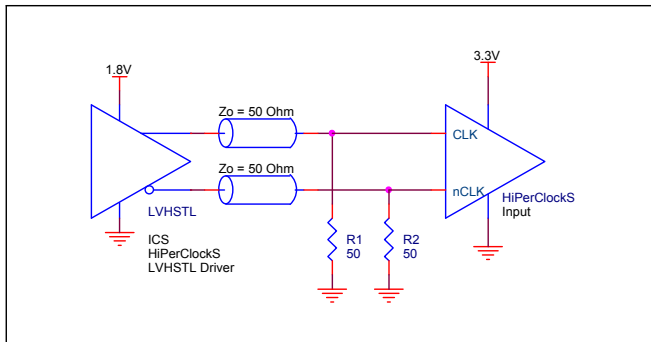 1.8V
3.3V
Zo = 50 Ohm
CLK
Zo = 50 Ohm
nCLK
HiPerClockS
Input
LVHSTL
ICS
HiPerClockS
LVHSTL Driver
R1
50
R2
50